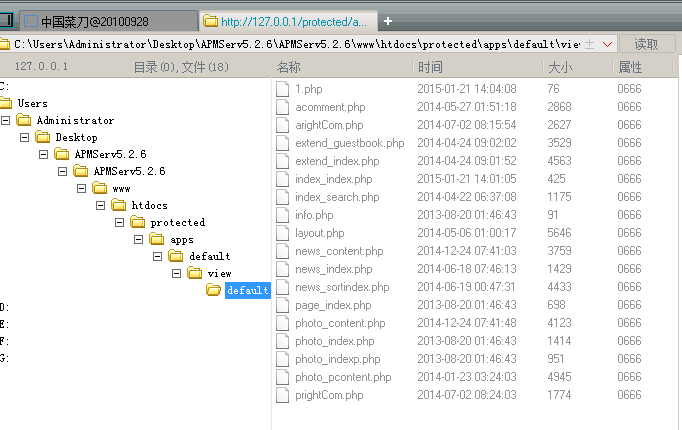 中国菜刀@20100928 http://127.0.0.1/protected/a...
C:\Users\Administrator\Desktop\APMServ5.2.6\APMServ5.2.6\www\htdocs\protected\apps\default\vie 读取
127.0.0.1 目录(0),文件(18) 名称 时间 大小 属性
C:
Users
Administrator
Desktop
APMServ5.2.6
APMServ5.2.6
www
htdocs
protected
apps
default
view
default
D:
E:
F:
G:
1.php 2015-01-21 14:04:08 76 0666
acomment.php 2014-05-27 01:51:18 2868 0666
arightCom.php 2014-07-02 08:15:54 2627 0666
extend_guestbook.php 2014-04-24 09:02:02 3529 0666
extend_index.php 2014-04-24 09:01:52 4563 0666
index_index.php 2015-01-21 14:01:05 425 0666
index_search.php 2014-04-22 06:37:08 1175 0666
info.php 2013-08-20 01:46:43 91 0666
layout.php 2014-05-06 01:00:17 5646 0666
news_content.php 2014-12-24 07:41:03 3759 0666
news_index.php 2014-06-18 07:46:13 1429 0666
news_sortindex.php 2014-06-19 00:47:31 4433 0666
page_index.php 2013-08-20 01:46:43 698 0666
photo_content.php 2014-12-24 07:41:48 4123 0666
photo_index.php 2013-08-20 01:46:43 1414 0666
photo_indexp.php 2013-08-20 01:46:43 951 0666
photo_pcontent.php 2014-01-23 03:24:03 4945 0666
prightCom.php 2014-07-02 08:24:03 1774 0666